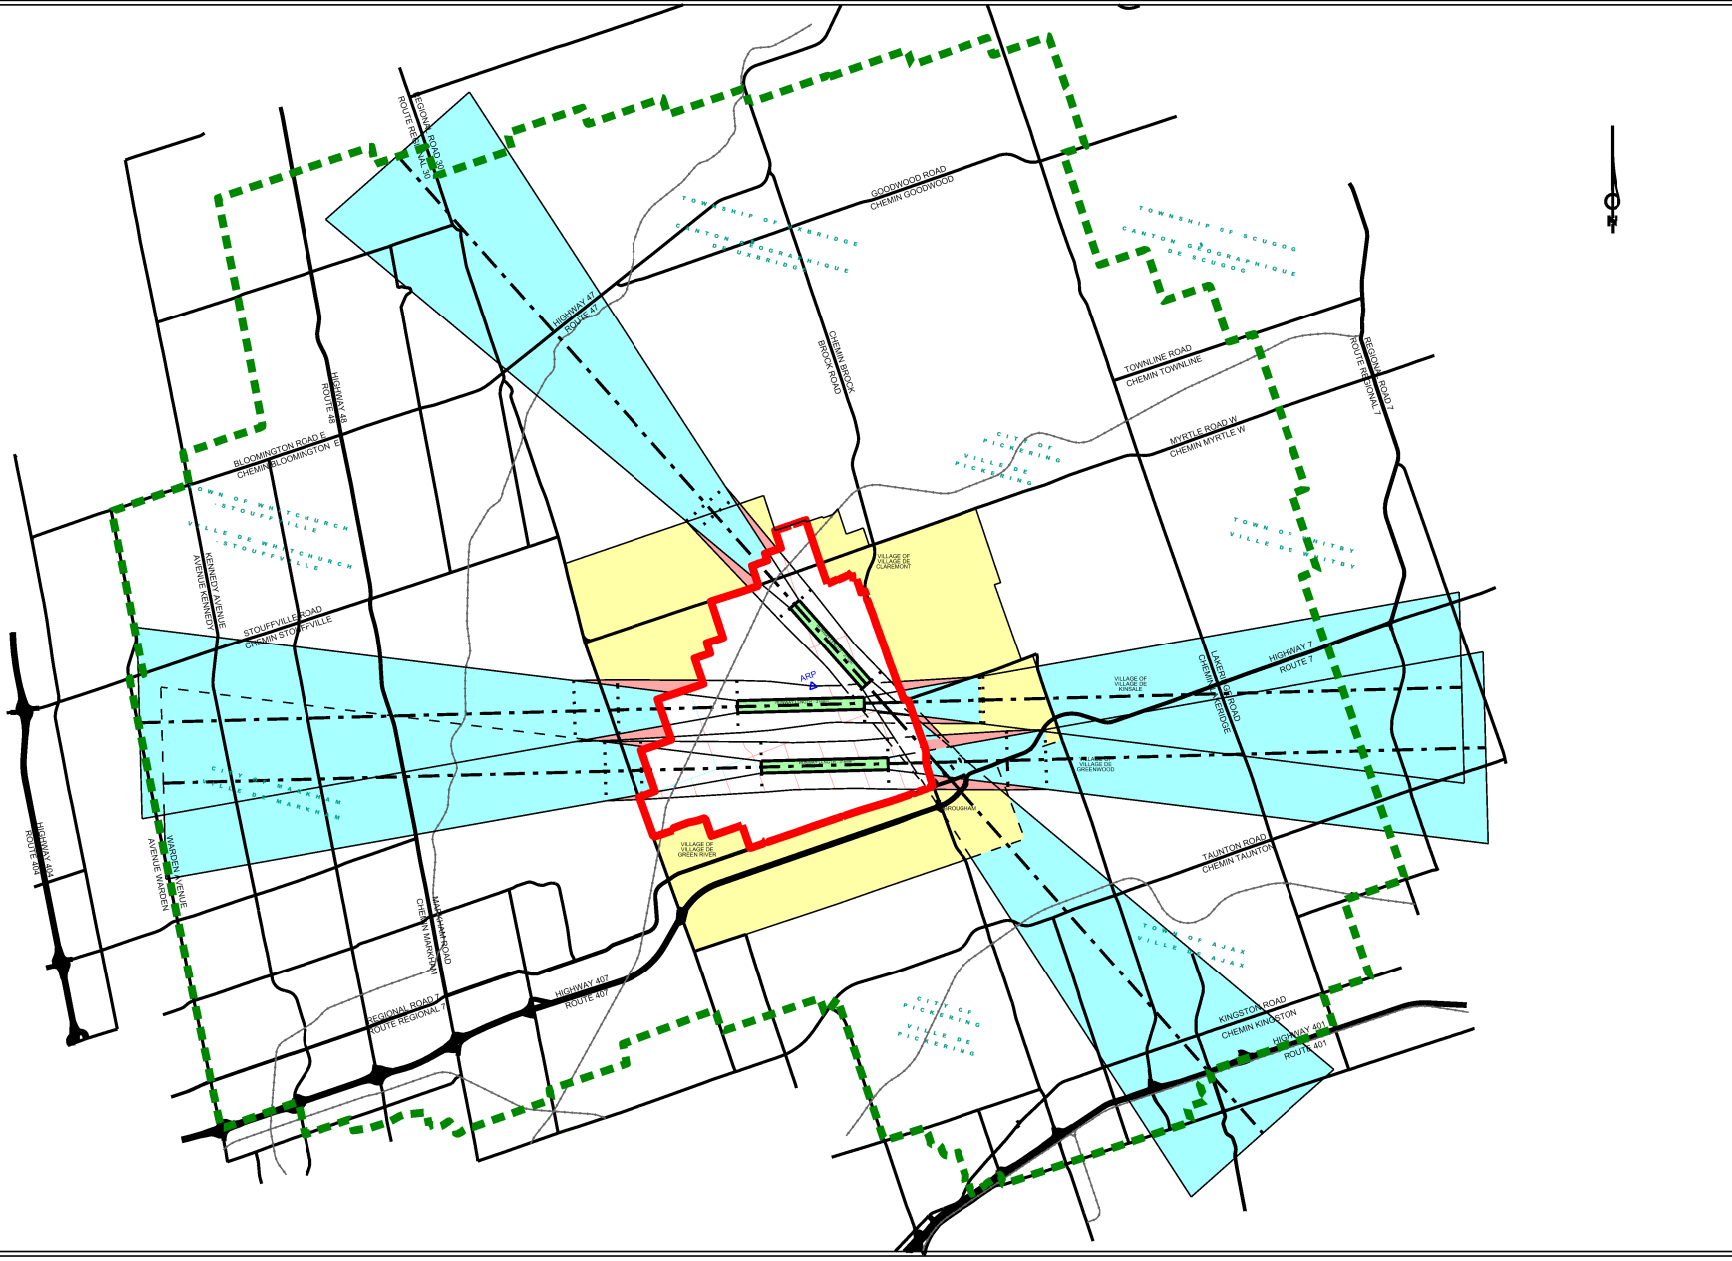 REGIONAL ROAD 30
ROUTE REGIONAL 30
GOODWOOD ROAD
CHEMIN GOODWOOD
TOWNSHIP OF UXBRIDGE
CANTON GEOGRAPHIQUE
D'UXBRIDGE
TOWNSHIP OF SCUGOG
CANTON GEOGRAPHIQUE
DE SCUGOG
HIGHWAY 47
ROUTE 47
CHEMIN BROCK
BROCK ROAD
TOWNLINE ROAD
CHEMIN TOWNLINE
REGIONAL ROAD 7
ROUTE REGIONAL 7
HIGHWAY 48
ROUTE 48
BLOOMINGTON ROAD E
CHEMIN BLOOMINGTON E
MYRTLE ROAD W
CHEMIN MYRTLE W
CITY OF
PICKERING
VILLE DE
PICKERING
TOWN OF WHITCHURCH
-STOUFFVILLE
VILLE DE WHITCHURCH
-STOUFFVILLE
TOWN OF WHITBY
VILLE DE WHITBY
VILLAGE OF
VILLAGE DE
CLAREMONT
KENNEDY AVENUE
AVENUE KENNEDY
STOUFFVILLE ROAD
CHEMIN STOUFFVILLE
ARP
LAKERIDGE ROAD
CHEMIN LAKERIDGE
HIGHWAY 7
ROUTE 7
VILLAGE OF
VILLAGE DE
KINSALE
VILLAGE OF
VILLAGE DE
GREENWOOD
CITY OF MARKHAM
VILLE DE MARKHAM
BROUGHAM
VILLAGE OF
VILLAGE DE
GREEN RIVER
HIGHWAY 404
ROUTE 404
WARDEN AVENUE
AVENUE WARDEN
TAUNTON ROAD
CHEMIN TAUNTON
MARKHAM ROAD
CHEMIN MARKHAM
TOWN OF AJAX
VILLE DE AJAX
HIGHWAY 407
ROUTE 407
REGIONAL ROAD 7
ROUTE REGIONAL 7
CITY OF
PICKERING
VILLE DE
PICKERING
KINGSTON ROAD
CHEMIN KINGSTON
HIGHWAY 401
ROUTE 401
N